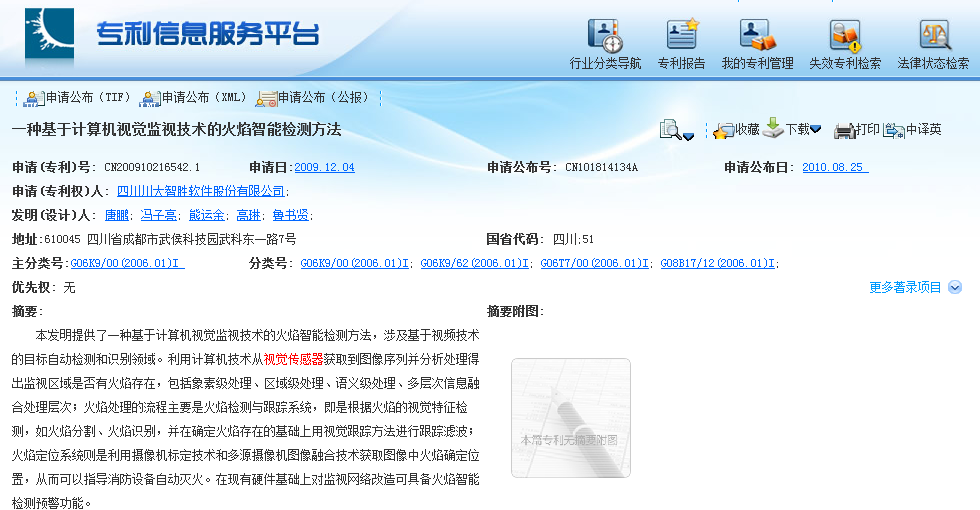 专利信息服务平台
行业分类导航 专利报告 我的专利管理 失效专利检索 法律状态检索
申请公布（TIF） 申请公布（XML） 申请公布（公报）
一种基于计算机视觉监视技术的火焰智能检测方法 收藏 下载 打印 中译英
申请(专利)号: CN200910216542.1 申请日:2009.12.04 申请公布号: CN101814134A 申请公布日: 2010.08.25
申请(专利权)人: 四川川大智胜软件股份有限公司;
发明(设计)人: 唐鹏; 冯子亮; 熊运余; 高琳; 鲁书贤;
地址:610045 四川省成都市武侯科技园武科东一路7号 国省代码: 四川;51
主分类号:G06K9/00(2006.01)I 分类号: G06K9/00(2006.01)I; G06K9/62(2006.01)I; G06T7/00(2006.01)I; G08B17/12(2006.01)I;
优先权: 无 更多著录项目
摘要: 摘要附图:
本发明提供了一种基于计算机视觉监视技术的火焰智能检测方法，涉及基于视频技术
的目标自动检测和识别领域。利用计算机技术从视觉传感器获取到图像序列并分析处理得
出监视区域是否有火焰存在，包括象素级处理、区域级处理、语义级处理、多层次信息融
合处理层次；火焰处理的流程主要是火焰检测与跟踪系统，即是根据火焰的视觉特征检
测，如火焰分割、火焰识别，并在确定火焰存在的基础上用视觉跟踪方法进行跟踪滤波；
火焰定位系统则是利用摄像机标定技术和多源摄像机图像融合技术获取图像中火焰确定位
置，从而可以指导消防设备自动灭火。在现有硬件基础上对监视网络改造可具备火焰智能
检测预警功能。
本篇专利无摘要附图